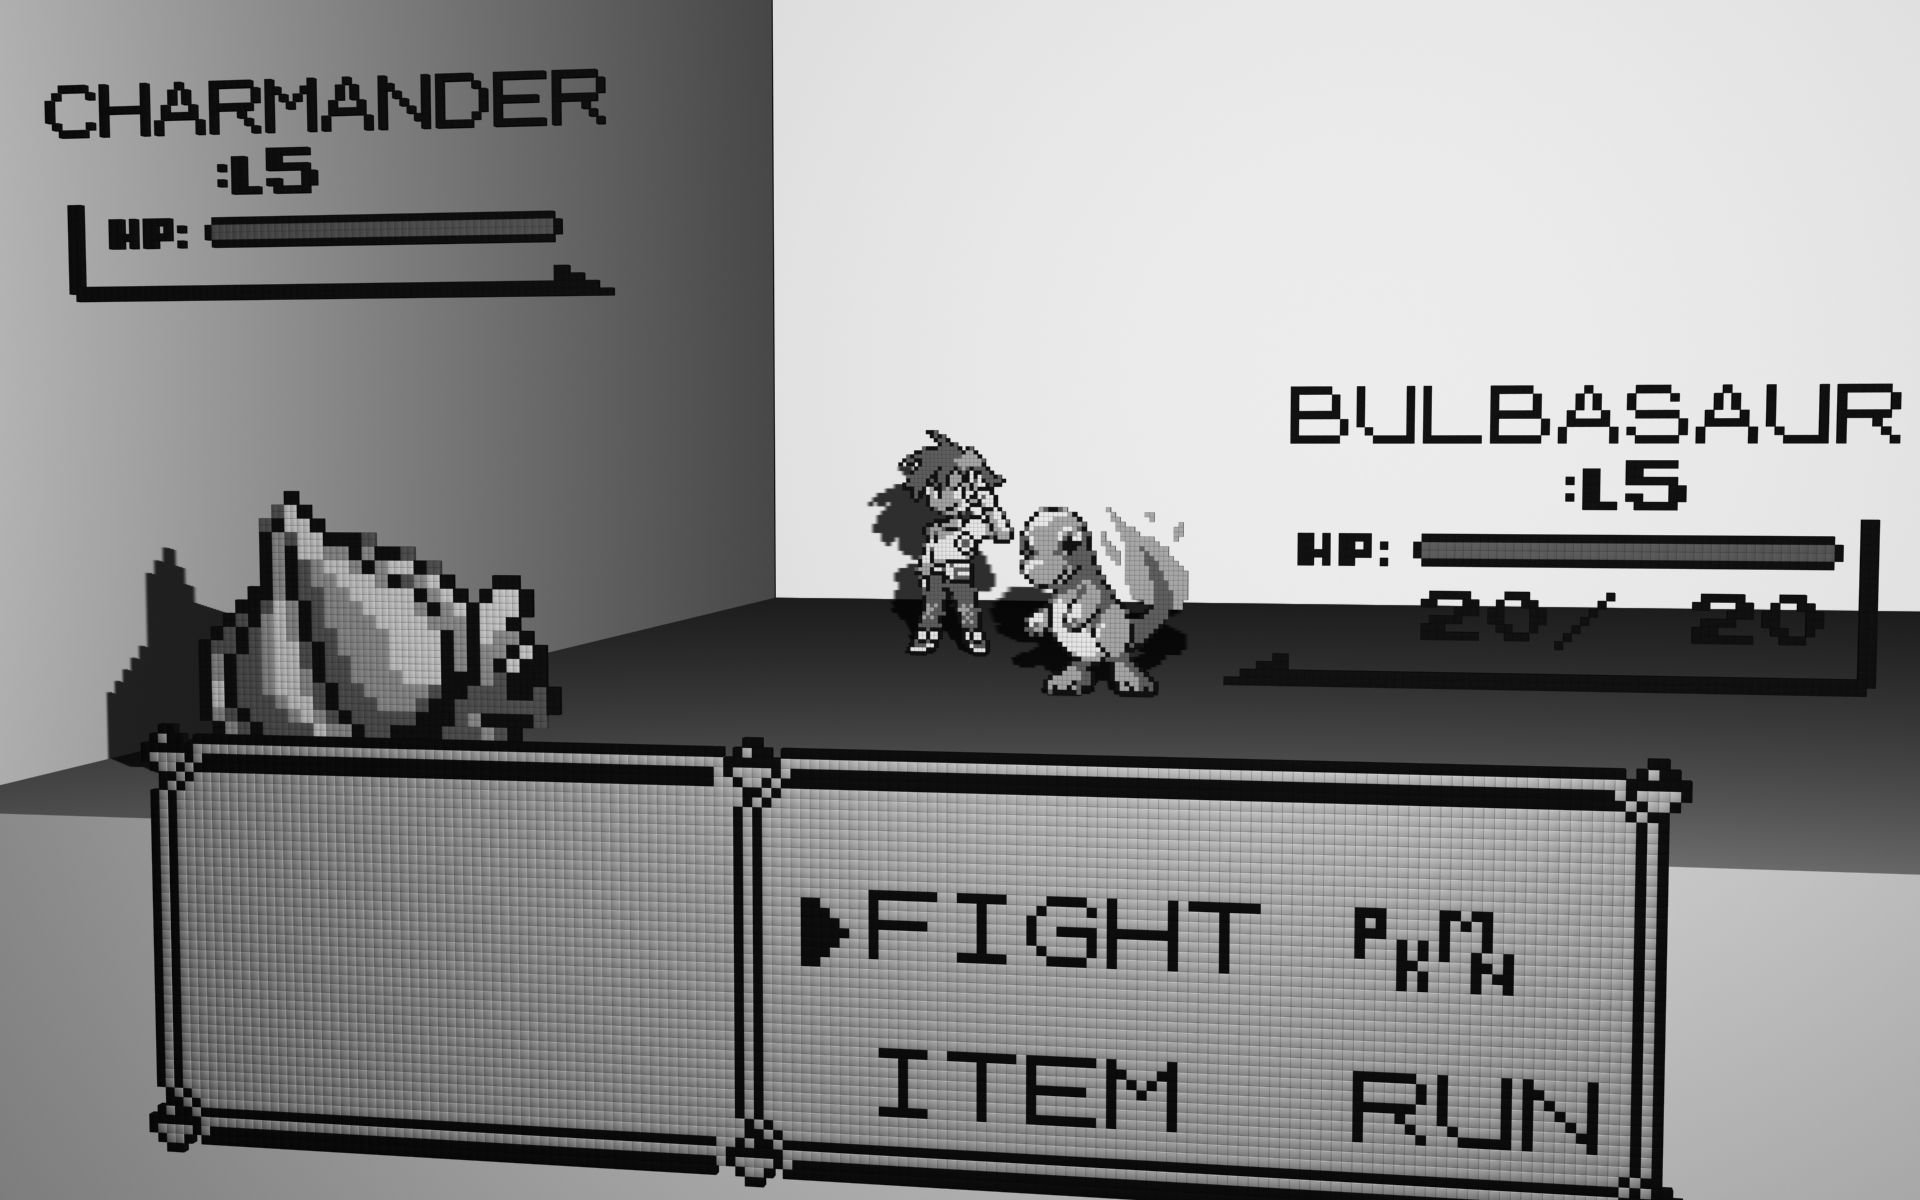 CHARMANDER
:L5
HP:
BULBASAUR
:L5
HP:
20/ 20
FIGHT PKMN
ITEM RUN